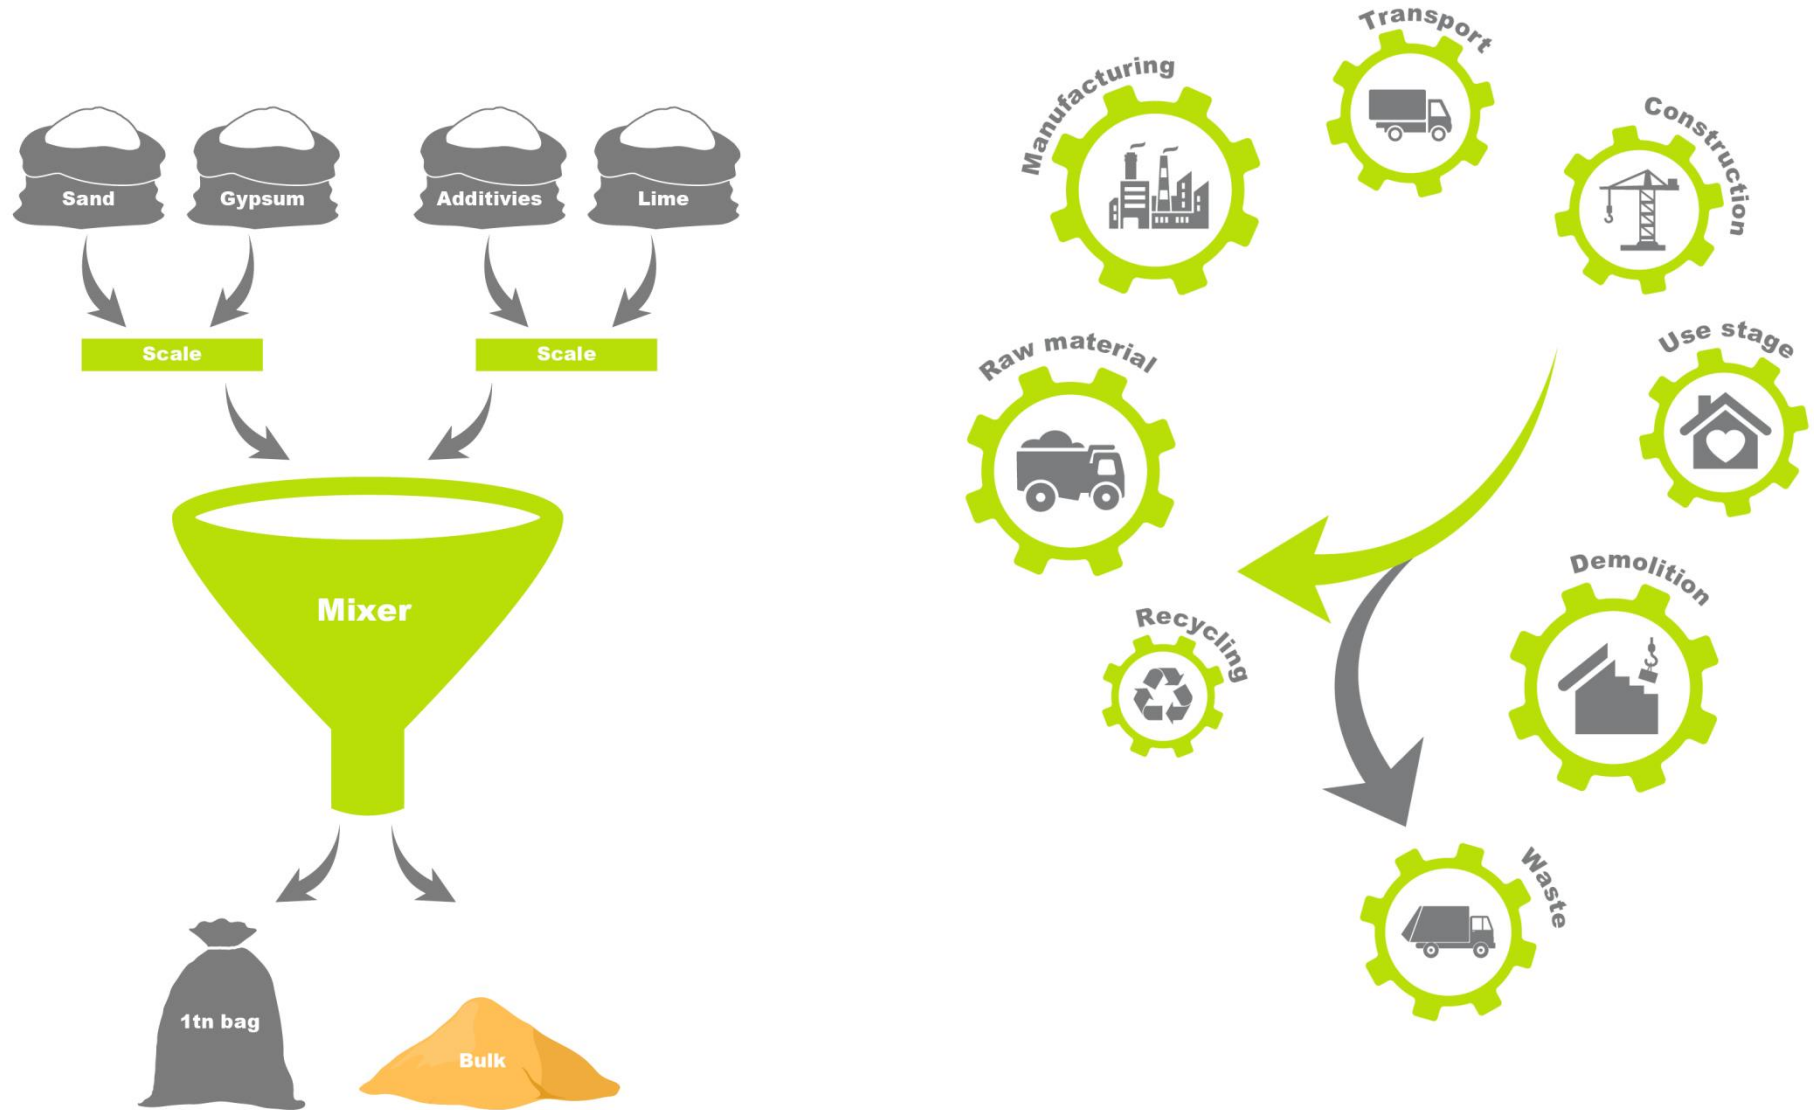 Sand
Gypsum
Additivies
Lime
Scale
Scale
Mixer
1tn bag
Bulk
Raw material
Manufacturing
Transport
Construction
Use stage
Demolition
Recycling
Waste